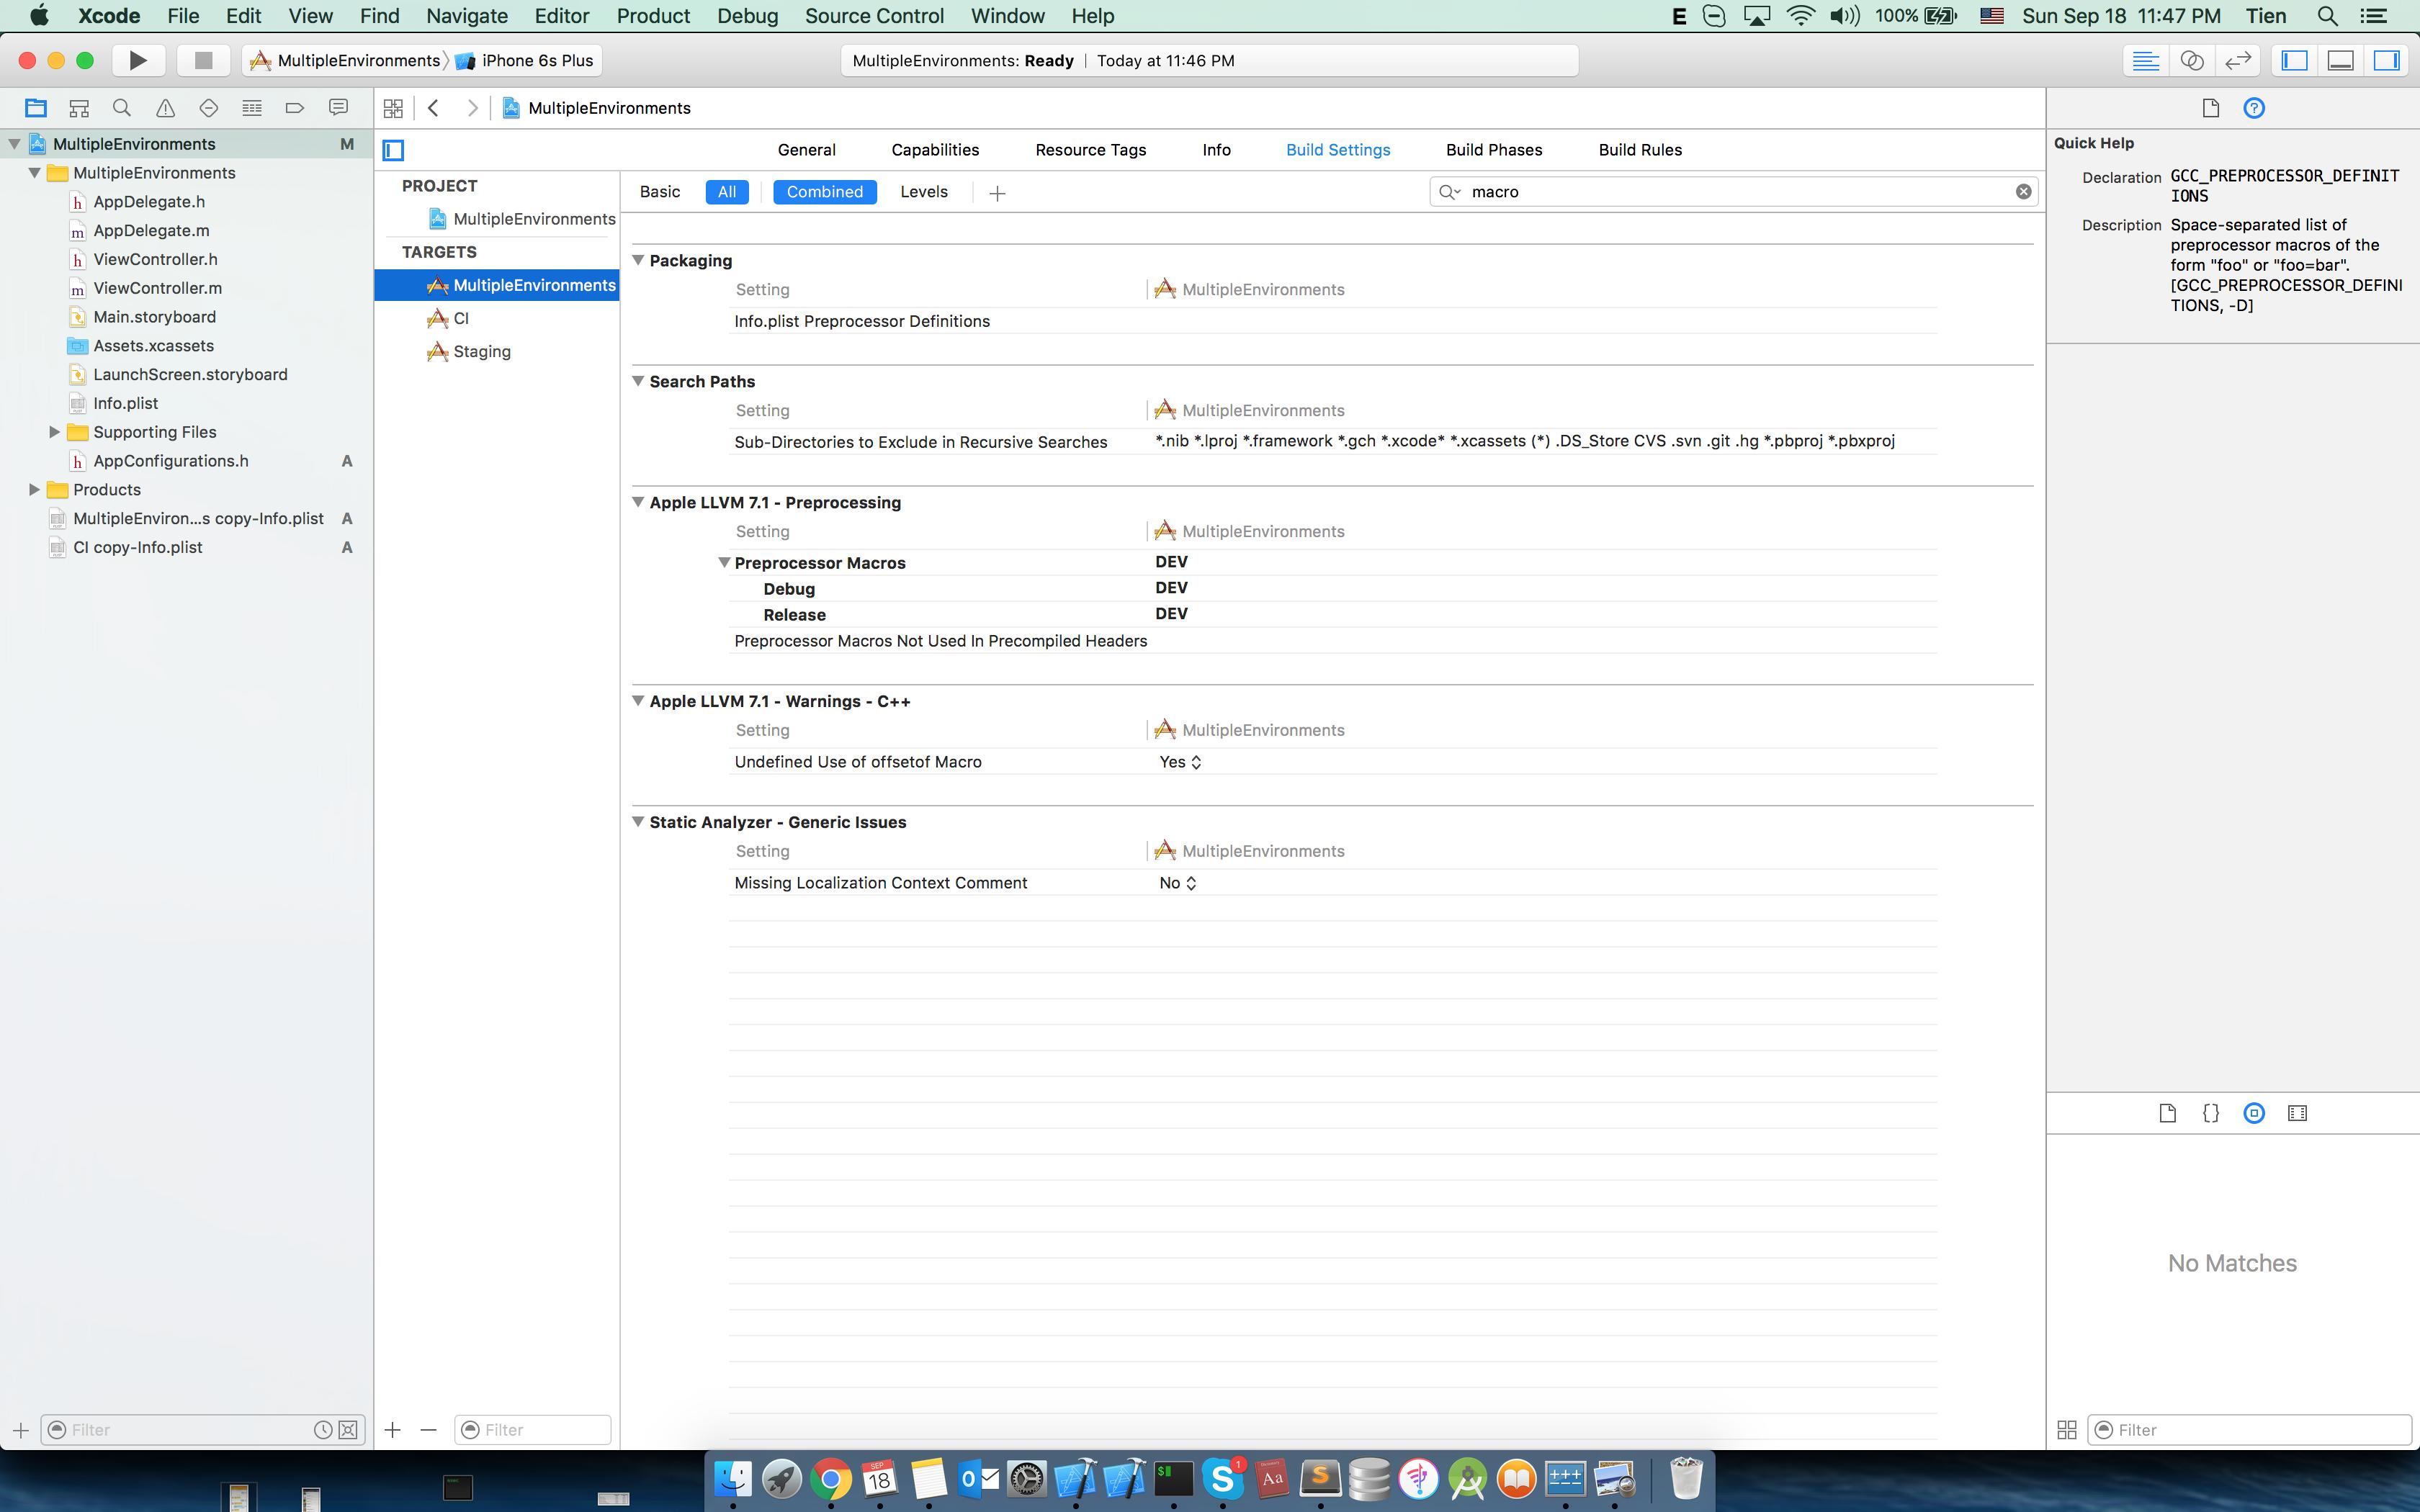 Xcode File Edit View Find Navigate Editor Product Debug Source Control Window Help E 100% Sun Sep 18 11:47 PM Tien
MultipleEnvironments iPhone 6s Plus MultipleEnvironments: Ready | Today at 11:46 PM
MultipleEnvironments
MultipleEnvironments M
MultipleEnvironments
h AppDelegate.h
m AppDelegate.m
h ViewController.h
m ViewController.m
Main.storyboard
Assets.xcassets
LaunchScreen.storyboard
Info.plist
Supporting Files
h AppConfigurations.h A
Products
MultipleEnviron...s copy-Info.plist A
CI copy-Info.plist A
Filter
General Capabilities Resource Tags Info Build Settings Build Phases Build Rules
PROJECT
MultipleEnvironments
TARGETS
MultipleEnvironments
CI
Staging
Filter
Basic All Combined Levels macro
Packaging
Setting MultipleEnvironments
Info.plist Preprocessor Definitions
Search Paths
Setting MultipleEnvironments
Sub-Directories to Exclude in Recursive Searches *.nib *.lproj *.framework *.gch *.xcode* *.xcassets (*) .DS_Store CVS .svn .git .hg *.pbproj *.pbxproj
Apple LLVM 7.1 - Preprocessing
Setting MultipleEnvironments
Preprocessor Macros DEV
Debug DEV
Release DEV
Preprocessor Macros Not Used In Precompiled Headers
Apple LLVM 7.1 - Warnings - C++
Setting MultipleEnvironments
Undefined Use of offsetof Macro Yes
Static Analyzer - Generic Issues
Setting MultipleEnvironments
Missing Localization Context Comment No
Quick Help
Declaration GCC_PREPROCESSOR_DEFINIT
IONS
Description Space-separated list of
preprocessor macros of the
form "foo" or "foo=bar".
[GCC_PREPROCESSOR_DEFINI
TIONS, -D]
No Matches
Filter
SEP
18
1
Aa